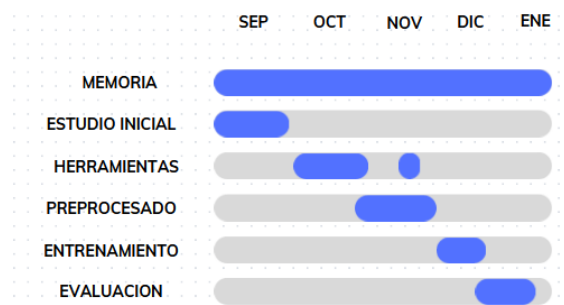 SEP OCT NOV DIC ENE
MEMORIA
ESTUDIO INICIAL
HERRAMIENTAS
PREPROCESADO
ENTRENAMIENTO
EVALUACION